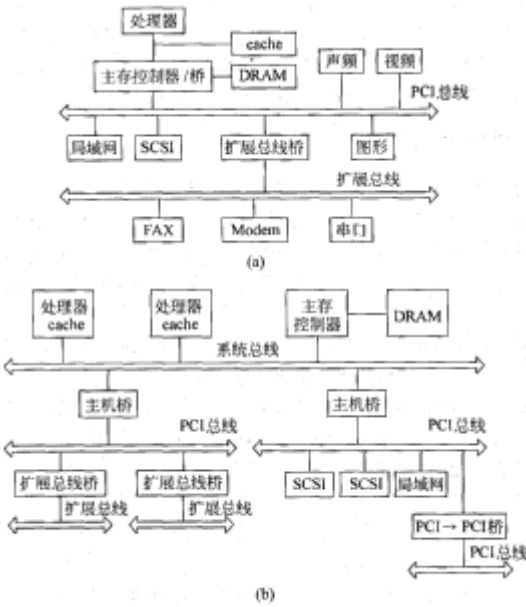 处理器
cache
主存控制器/桥
DRAM
声频
视频
PCI总线
局域网
SCSI
扩展总线桥
图形
扩展总线
FAX
Modem
串口
(a)
处理器
cache
处理器
cache
主存
控制器
DRAM
系统总线
主机桥
主机桥
PCI总线
PCI总线
扩展总线桥
扩展总线桥
SCSI
SCSI
局域网
扩展总线
扩展总线
PCI→PCI桥
PCI总线
(b)